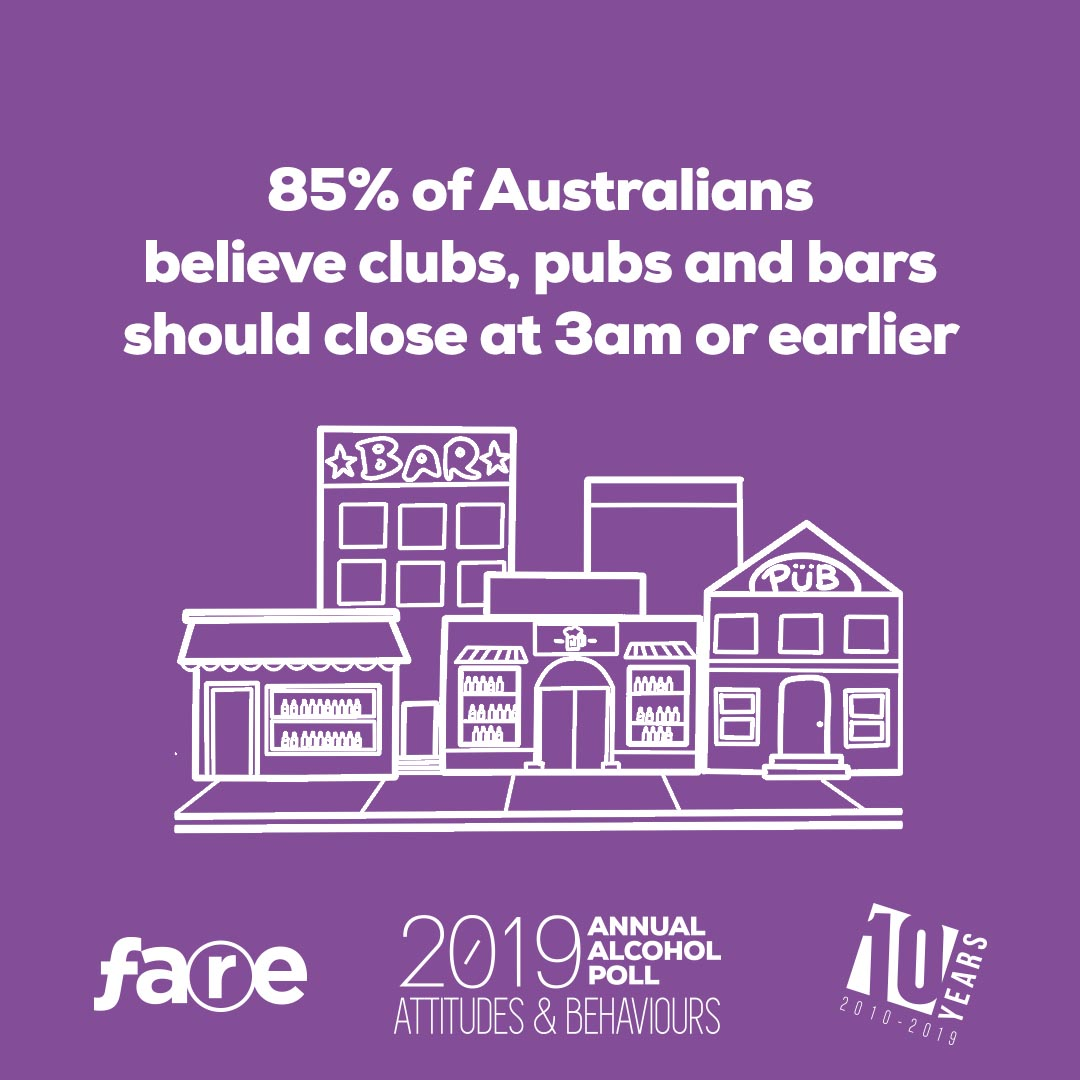 85% of Australians
believe clubs, pubs and bars
should close at 3am or earlier
BAR
PÜB
fare
2019 ANNUAL
ALCOHOL
POLL
ATTITUDES & BEHAVIOURS
10 YEARS
2010-2019